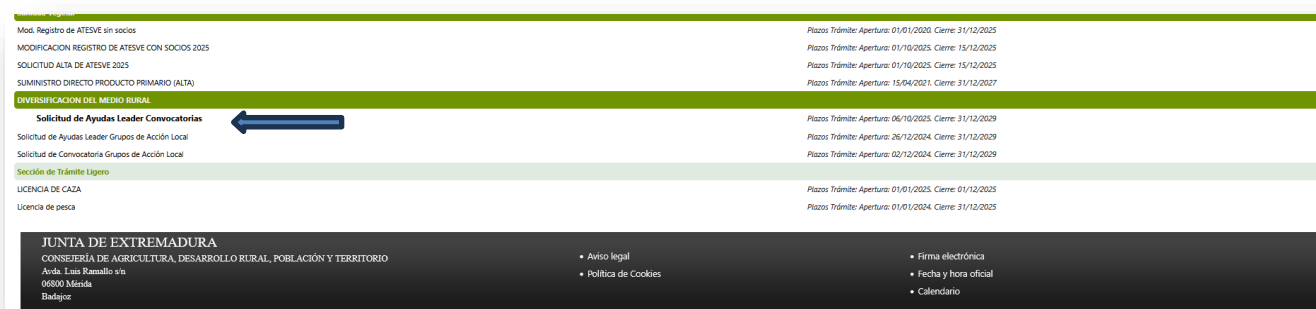 Mod. Registro de ATESVE sin socios Plazos Trámite: Apertura: 01/01/2020. Cierre: 31/12/2025
MODIFICACION REGISTRO DE ATESVE CON SOCIOS 2025 Plazos Trámite: Apertura: 01/10/2025. Cierre: 15/12/2025
SOLICITUD ALTA DE ATESVE 2025 Plazos Trámite: Apertura: 01/10/2025. Cierre: 15/12/2025
SUMINISTRO DIRECTO PRODUCTO PRIMARIO (ALTA) Plazos Trámite: Apertura: 15/04/2021. Cierre: 31/12/2027
DIVERSIFICACION DEL MEDIO RURAL
Solicitud de Ayudas Leader Convocatorias Plazos Trámite: Apertura: 06/10/2025. Cierre: 31/12/2029
Solicitud de Ayudas Leader Grupos de Acción Local Plazos Trámite: Apertura: 26/12/2024. Cierre: 31/12/2029
Solicitud de Convocatoria Grupos de Acción Local Plazos Trámite: Apertura: 02/12/2024. Cierre: 31/12/2029
Sección de Trámite Ligero
LICENCIA DE CAZA Plazos Trámite: Apertura: 01/01/2025. Cierre: 01/12/2025
Licencia de pesca Plazos Trámite: Apertura: 01/01/2024. Cierre: 31/12/2025
JUNTA DE EXTREMADURA
CONSEJERÍA DE AGRICULTURA, DESARROLLO RURAL, POBLACIÓN Y TERRITORIO
Avda. Luis Ramallo s/n
06800 Mérida
Badajoz
• Aviso legal
• Política de Cookies
• Firma electrónica
• Fecha y hora oficial
• Calendario